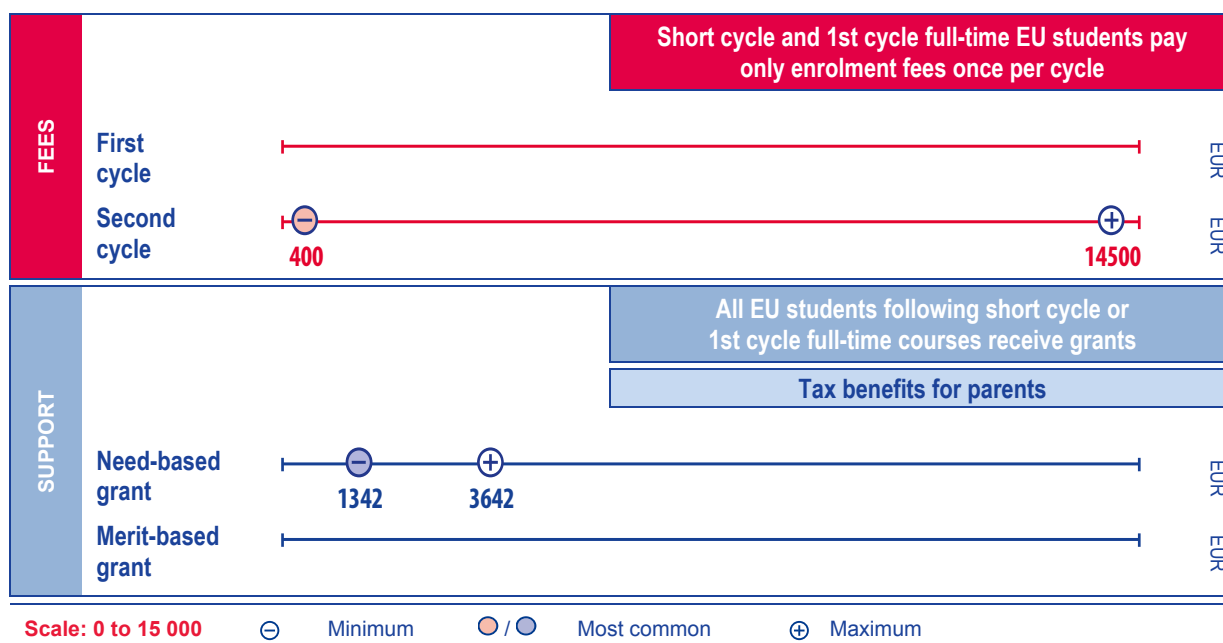 Short cycle and 1st cycle full-time EU students pay
only enrolment fees once per cycle
FEES
First
cycle
EUR
Second
cycle
400
14500
EUR
All EU students following short cycle or
1st cycle full-time courses receive grants
Tax benefits for parents
SUPPORT
Need-based
grant
1342
3642
EUR
Merit-based
grant
EUR
Scale: 0 to 15 000
Minimum
/
Most common
Maximum